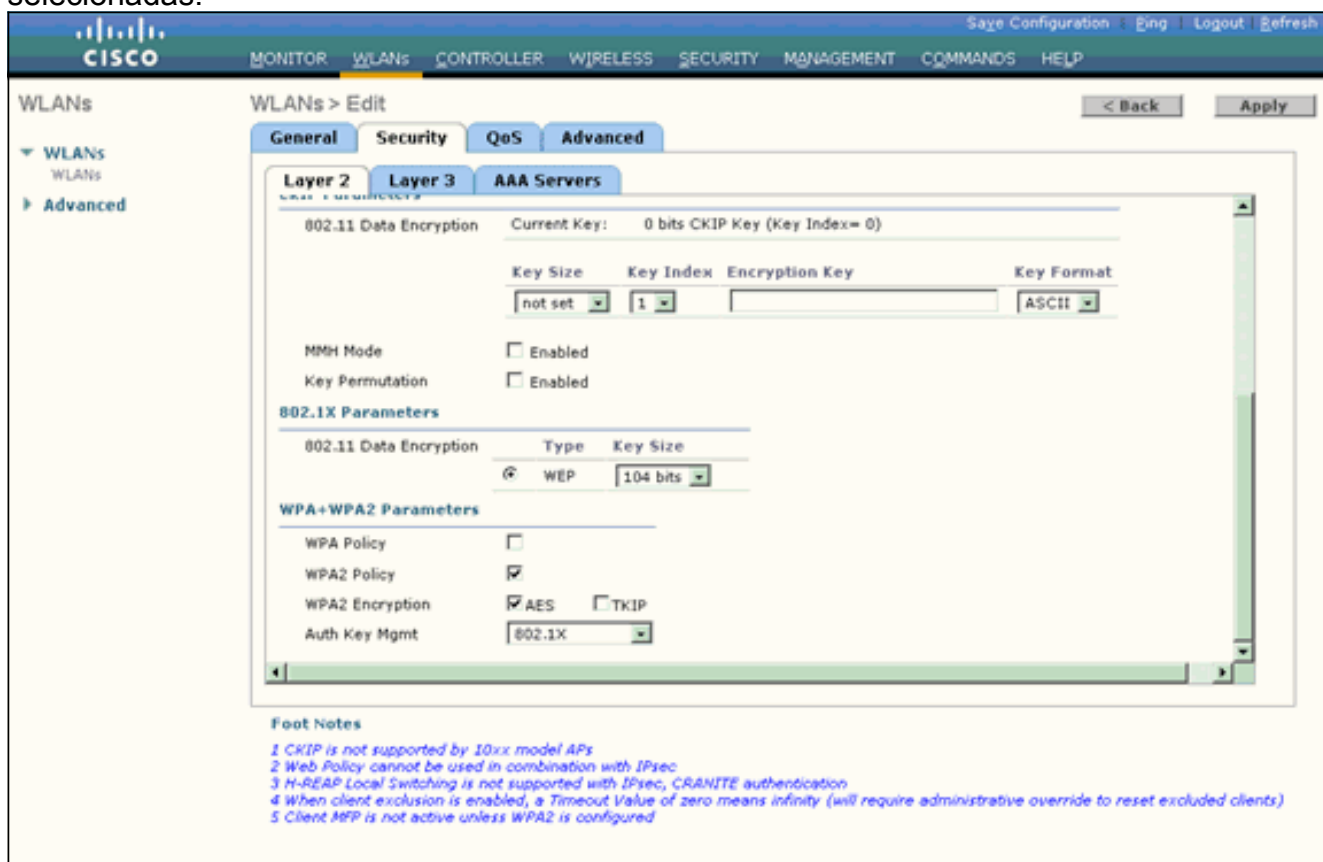 selecionadas.
Save Configuration | Ping | Logout | Refresh
CISCO
MONITOR WLANs CONTROLLER WIRELESS SECURITY MANAGEMENT COMMANDS HELP
WLANs
WLANs > Edit
< Back
Apply
General Security QoS Advanced
WLANs
WLANs
Advanced
Layer 2 Layer 3 AAA Servers
CKIP Parameters
802.11 Data Encryption Current Key: 0 bits CKIP Key (Key Index= 0)
Key Size Key Index Encryption Key Key Format
not set 1 ASCII
MMH Mode Enabled
Key Permutation Enabled
802.1X Parameters
802.11 Data Encryption Type Key Size
WEP 104 bits
WPA+WPA2 Parameters
WPA Policy
WPA2 Policy
WPA2 Encryption AES TKIP
Auth Key Mgmt 802.1X
Foot Notes
1 CKIP is not supported by 10xx model APs
2 Web Policy cannot be used in combination with IPsec
3 H-REAP Local Switching is not supported with IPsec, CRANITE authentication
4 When client exclusion is enabled, a Timeout Value of zero means infinity (will require administrative override to reset excluded clients)
5 Client MFP is not active unless WPA2 is configured